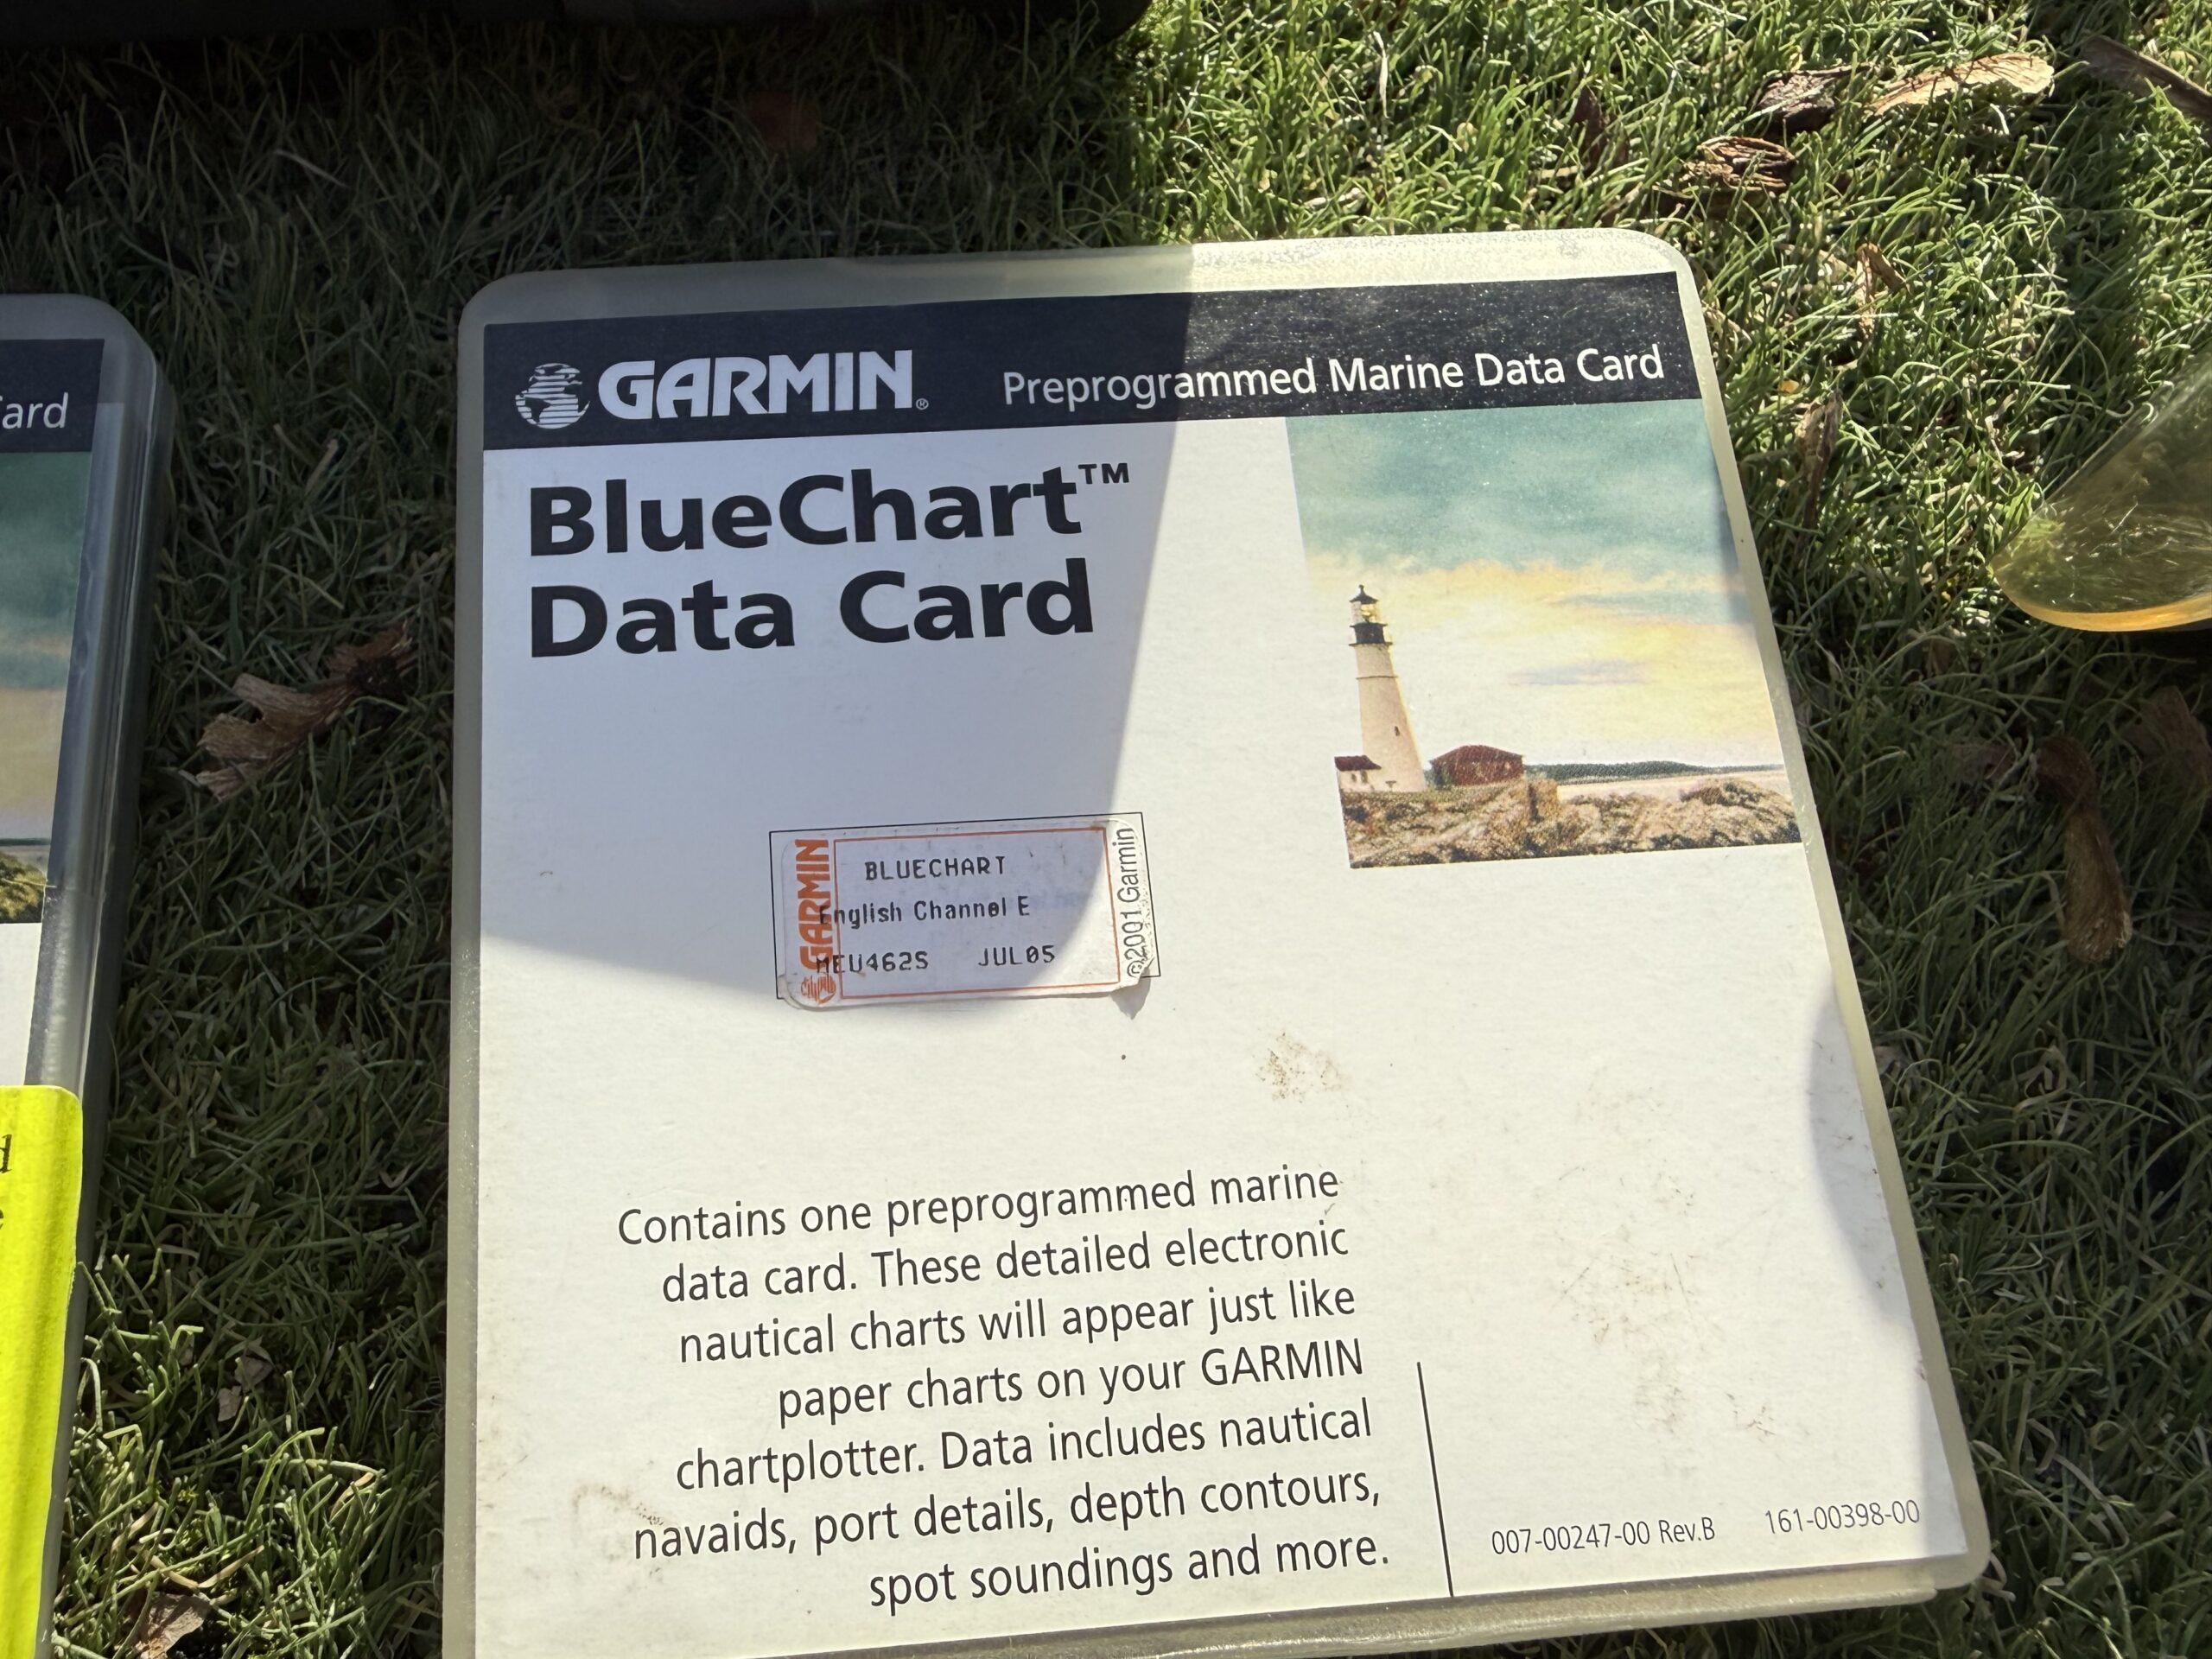 GARMIN®
Preprogrammed Marine Data Card
BlueChart™
Data Card
GARMIN
BLUECHART
English Channel E
MEU462S JUL05
©2001 Garmin
Contains one preprogrammed marine
data card. These detailed electronic
nautical charts will appear just like
paper charts on your GARMIN
chartplotter. Data includes nautical
navaids, port details, depth contours,
spot soundings and more.
007-00247-00 Rev.B 161-00398-00
ard
d